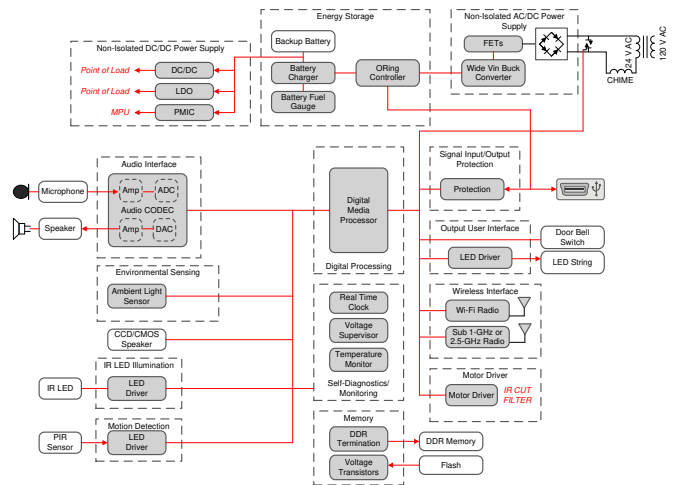 Energy Storage
Non-Isolated AC/DC Power
Supply
Non-Isolated DC/DC Power Supply
Backup Battery
FETs
24 V AC
120 V AC
Point of Load
DC/DC
Battery
Charger
ORing
Controller
Wide Vin Buck
Converter
CHIME
Point of Load
LDO
Battery Fuel
Gauge
MPU
PMIC
Audio Interface
Signal Input/Output
Protection
Microphone
Amp
ADC
Audio CODEC
Digital
Media
Processor
Protection
Speaker
Amp
DAC
Output User Interface
Door Bell
Switch
LED Driver
LED String
Digital Processing
Environmental Sensing
Ambient Light
Sensor
Real Time
Clock
Wireless Interface
Wi-Fi Radio
CCD/CMOS
Speaker
Voltage
Supervisor
Sub 1-GHz or
2.5-GHz Radio
Temperature
Monitor
IR LED Illumination
IR LED
LED
Driver
Self-Diagnostics/
Monitoring
Motor Driver
Motor Driver
IR CUT
FILTER
Memory
Motion Detection
PIR
Sensor
LED
Driver
DDR
Termination
DDR Memory
Voltage
Transistors
Flash